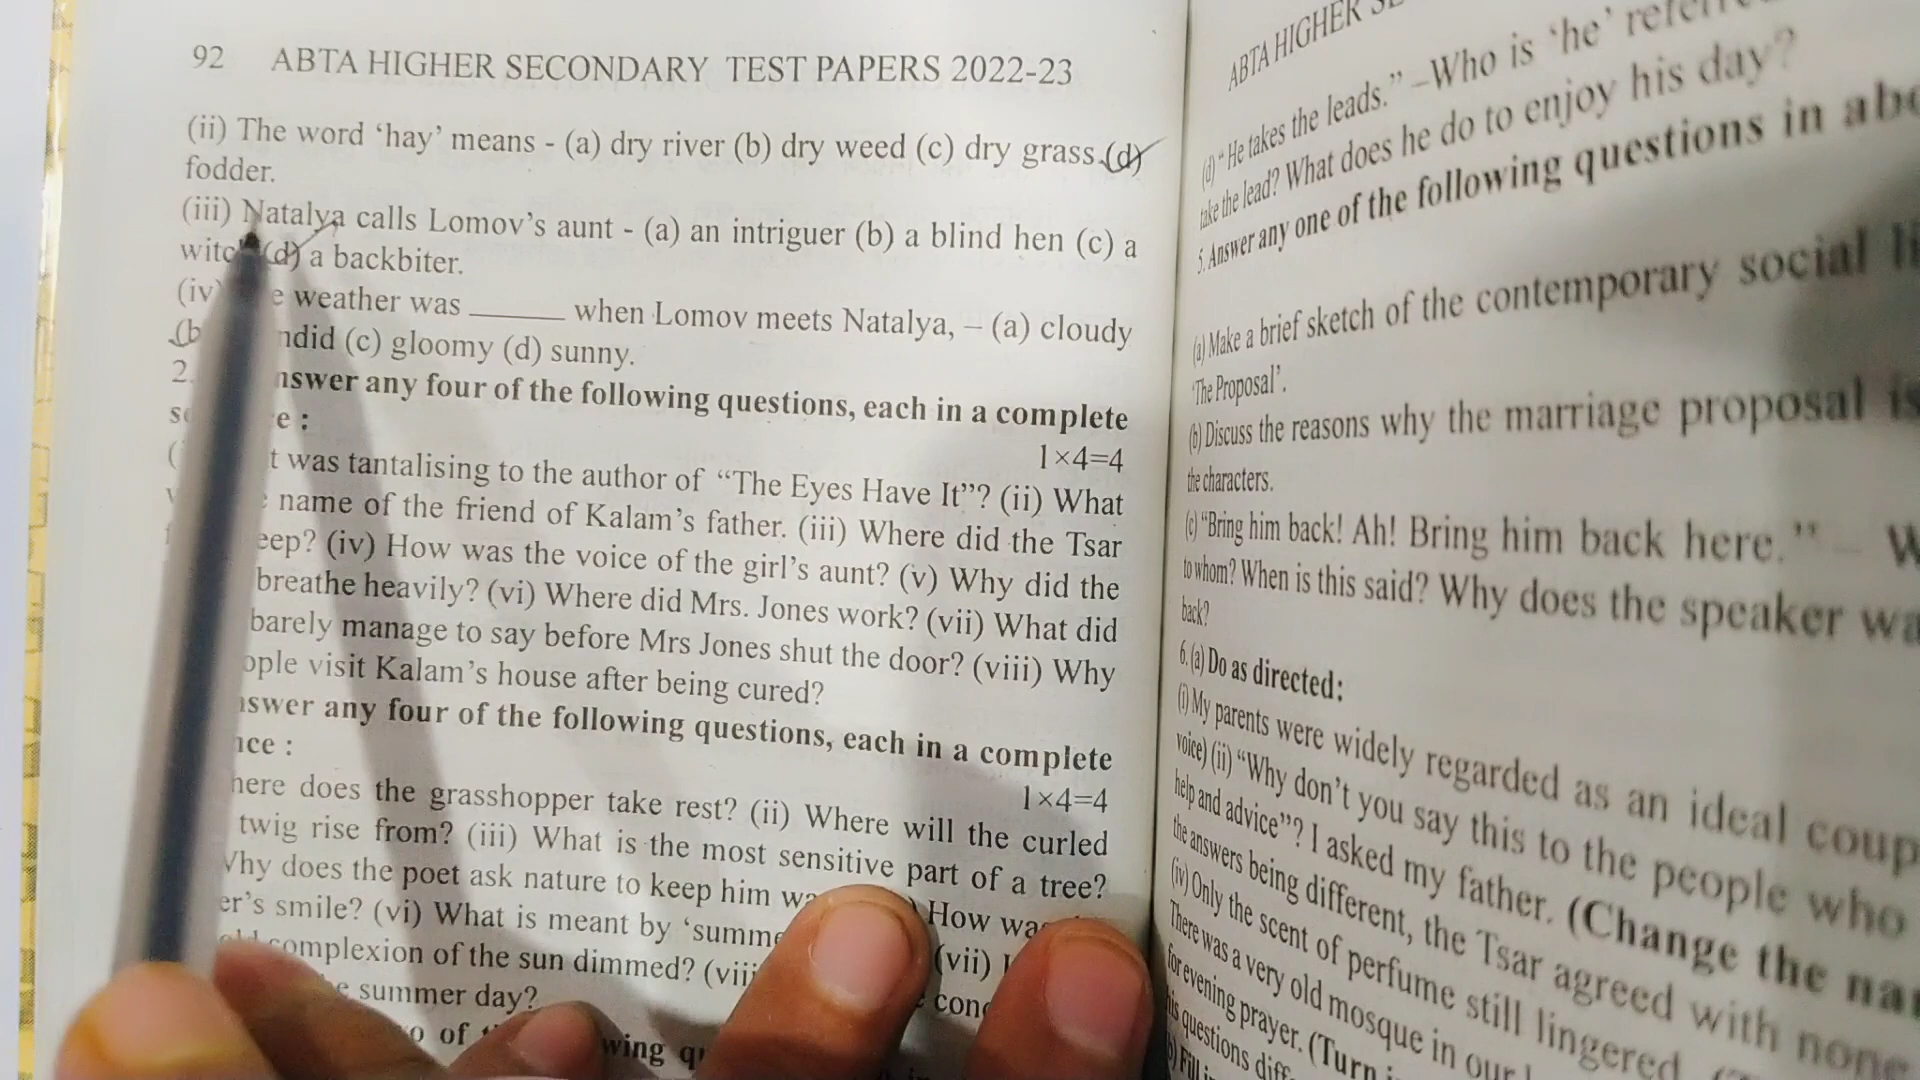 92 ABTA HIGHER SECONDARY TEST PAPERS 2022-23
(ii) The word ‘hay’ means - (a) dry river (b) dry weed (c) dry grass (d)
fodder.
(iii) Natalya calls Lomov’s aunt - (a) an intriguer (b) a blind hen (c) a
(d) a backbiter.
(iv) weather was ______ when Lomov meets Natalya, – (a) cloudy
(c) gloomy (d) sunny.
2. answer any four of the following questions, each in a complete
1×4=4
was tantalising to the author of “The Eyes Have It”? (ii) What
name of the friend of Kalam’s father. (iii) Where did the Tsar
(iv) How was the voice of the girl’s aunt? (v) Why did the
breathe heavily? (vi) Where did Mrs. Jones work? (vii) What did
barely manage to say before Mrs Jones shut the door? (viii) Why
visit Kalam’s house after being cured?
any four of the following questions, each in a complete
1×4=4
does the grasshopper take rest? (ii) Where will the curled
twig rise from? (iii) What is the most sensitive part of a tree?
Why does the poet ask nature to keep him How
smile? (vi) What is meant by
complexion of the sun dimmed? (vii)
summer day?
of
ABTA HIGHER
(d) “He takes the leads.” –Who is ‘he’
take the lead? What does he do to enjoy his day?
5. Answer any one of the following questions in
(a) Make a brief sketch of the contemporary social
‘The Proposal’.
(b) Discuss the reasons why the marriage proposal is
the characters.
(c) “Bring him back! Ah! Bring him back here.” –
to whom? When is this said? Why does the speaker
back?
6. (a) Do as directed:
(i) My parents were widely regarded as an ideal
voice) (ii) “Why don’t you say this to the people who
help and advice”? I asked my father. (Change the
the answers being different, the Tsar agreed with none
(iv) Only the scent of perfume still lingered.
There was a very old mosque in our
for evening prayer. (Turn
his questions